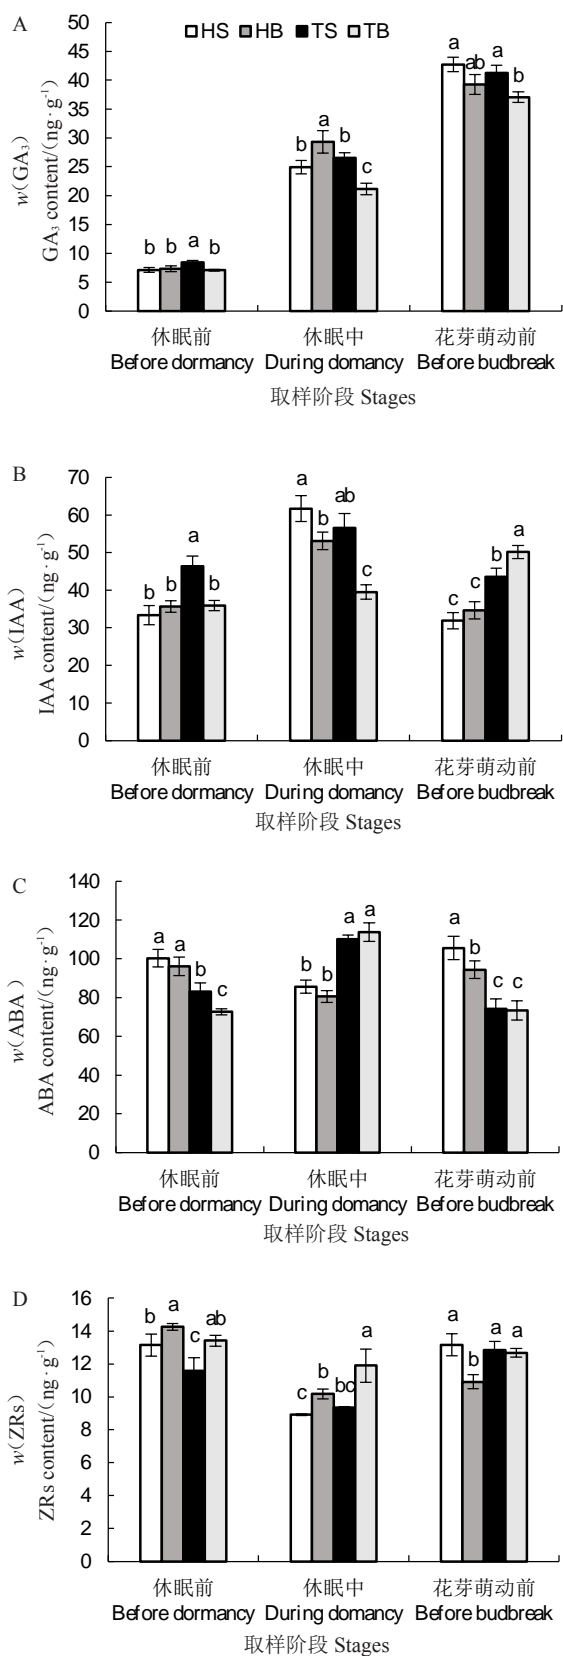 A
HS HB TS TB
w(GA₃)
GA₃ content/(ng·g⁻¹)
50
45
40
35
30
25
20
15
10
5
0
b b a b
b a b c
a ab a b
休眠前 休眠中 花芽萌动前
Before dormancy During domancy Before budbreak
取样阶段 Stages
B
w(IAA)
IAA content/(ng·g⁻¹)
70
60
50
40
30
20
10
0
b b a b
a b ab c
c c b a
休眠前 休眠中 花芽萌动前
Before dormancy During domancy Before budbreak
取样阶段 Stages
C
w(ABA)
ABA content/(ng·g⁻¹)
140
120
100
80
60
40
20
0
a a b c
b b a a
a b c c
休眠前 休眠中 花芽萌动前
Before dormancy During domancy Before budbreak
取样阶段 Stages
D
w(ZRs)
ZRs content/(ng·g⁻¹)
16
14
12
10
8
6
4
2
0
b a c ab
c b bc a
a b a a
休眠前 休眠中 花芽萌动前
Before dormancy During domancy Before budbreak
取样阶段 Stages